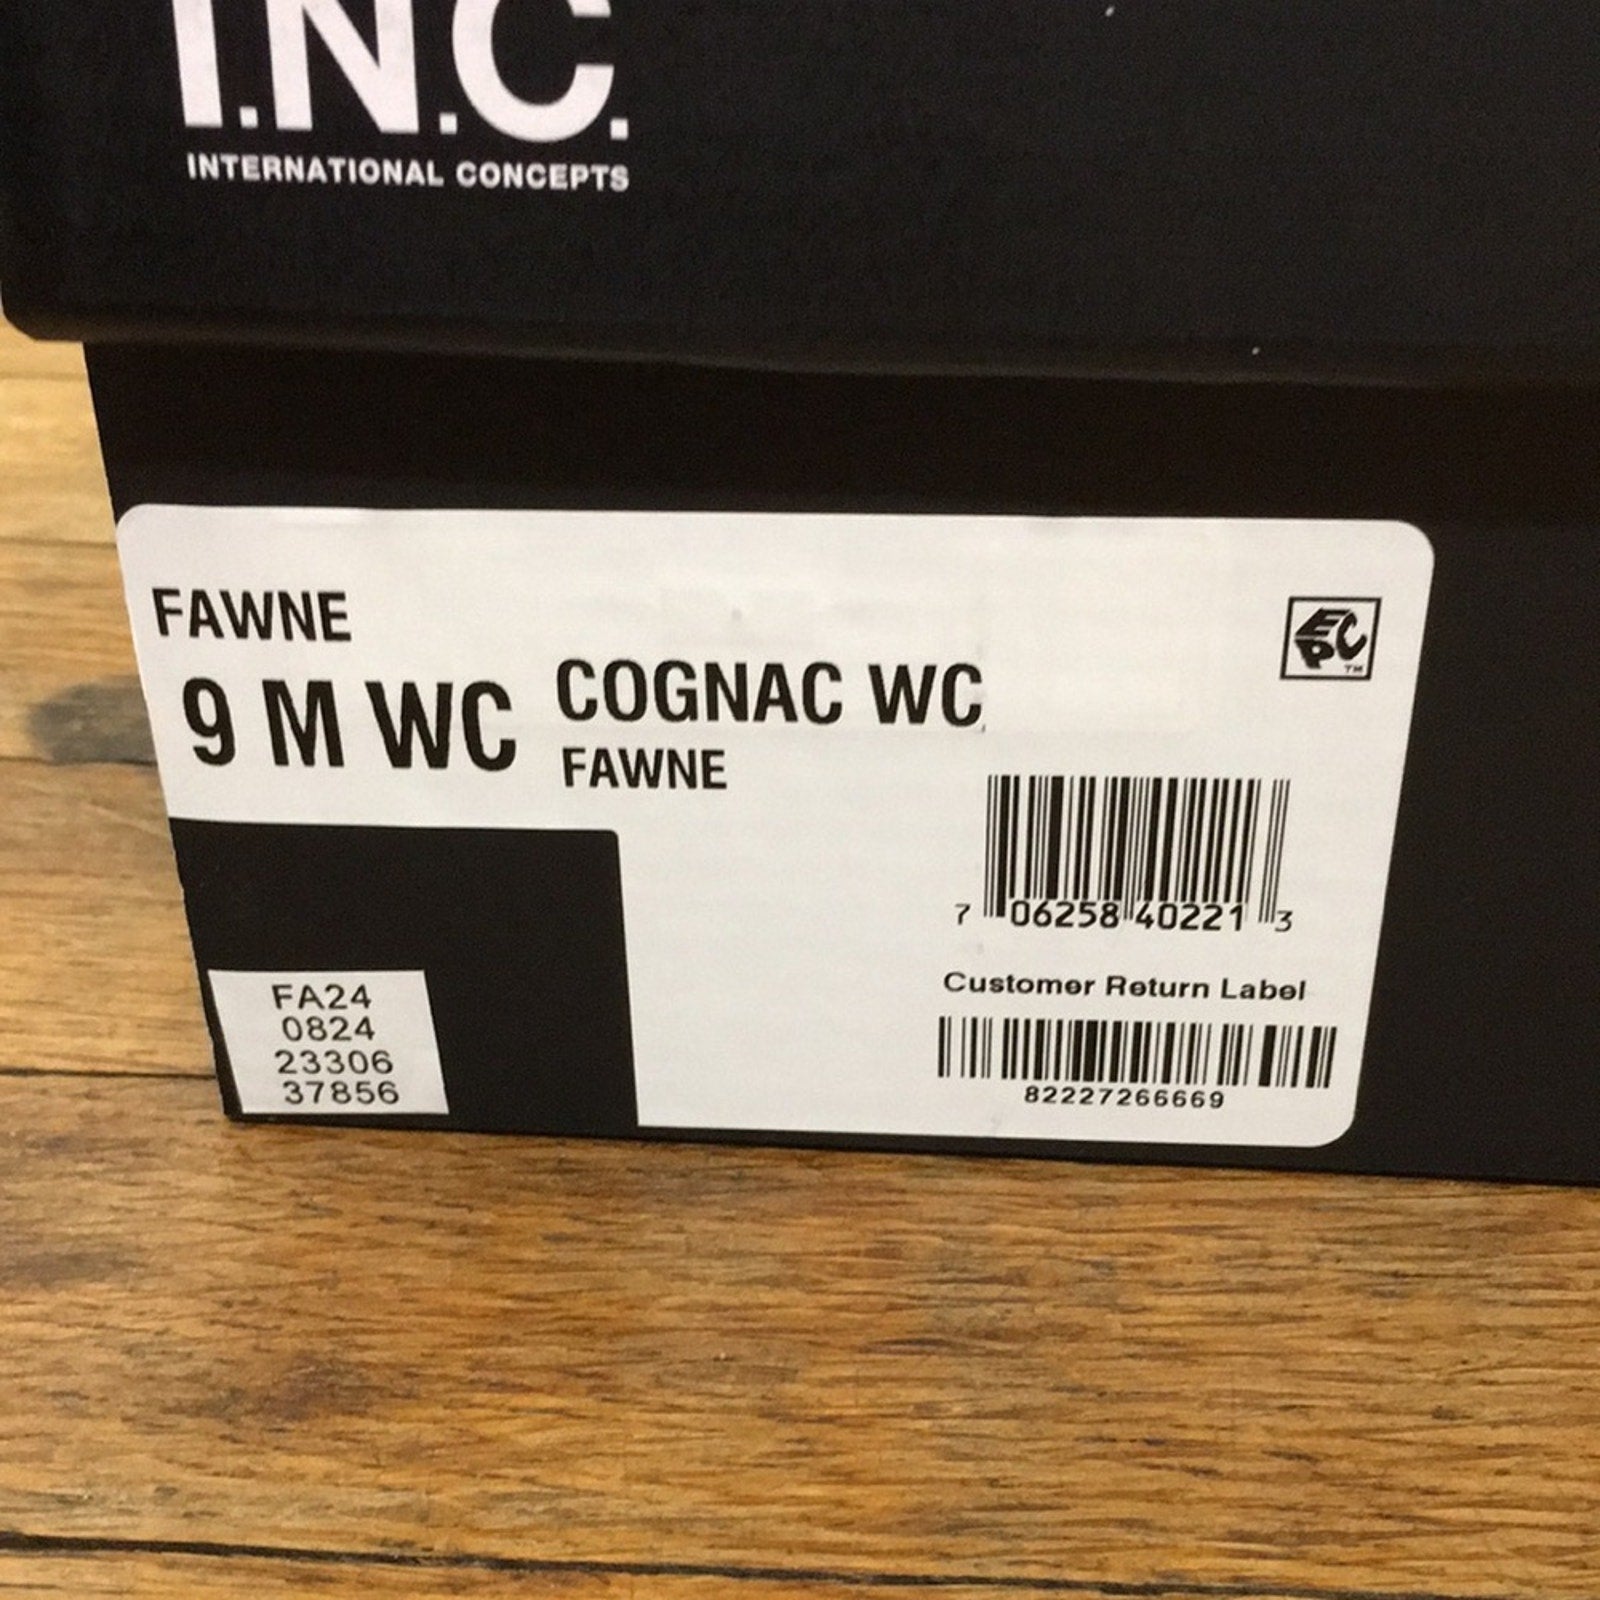 I.N.C.
INTERNATIONAL CONCEPTS
FAWNE
9 M WC
COGNAC WC
FAWNE
EPC
TM
7 06258 40221 3
Customer Return Label
82227266669
FA24
0824
23306
37856